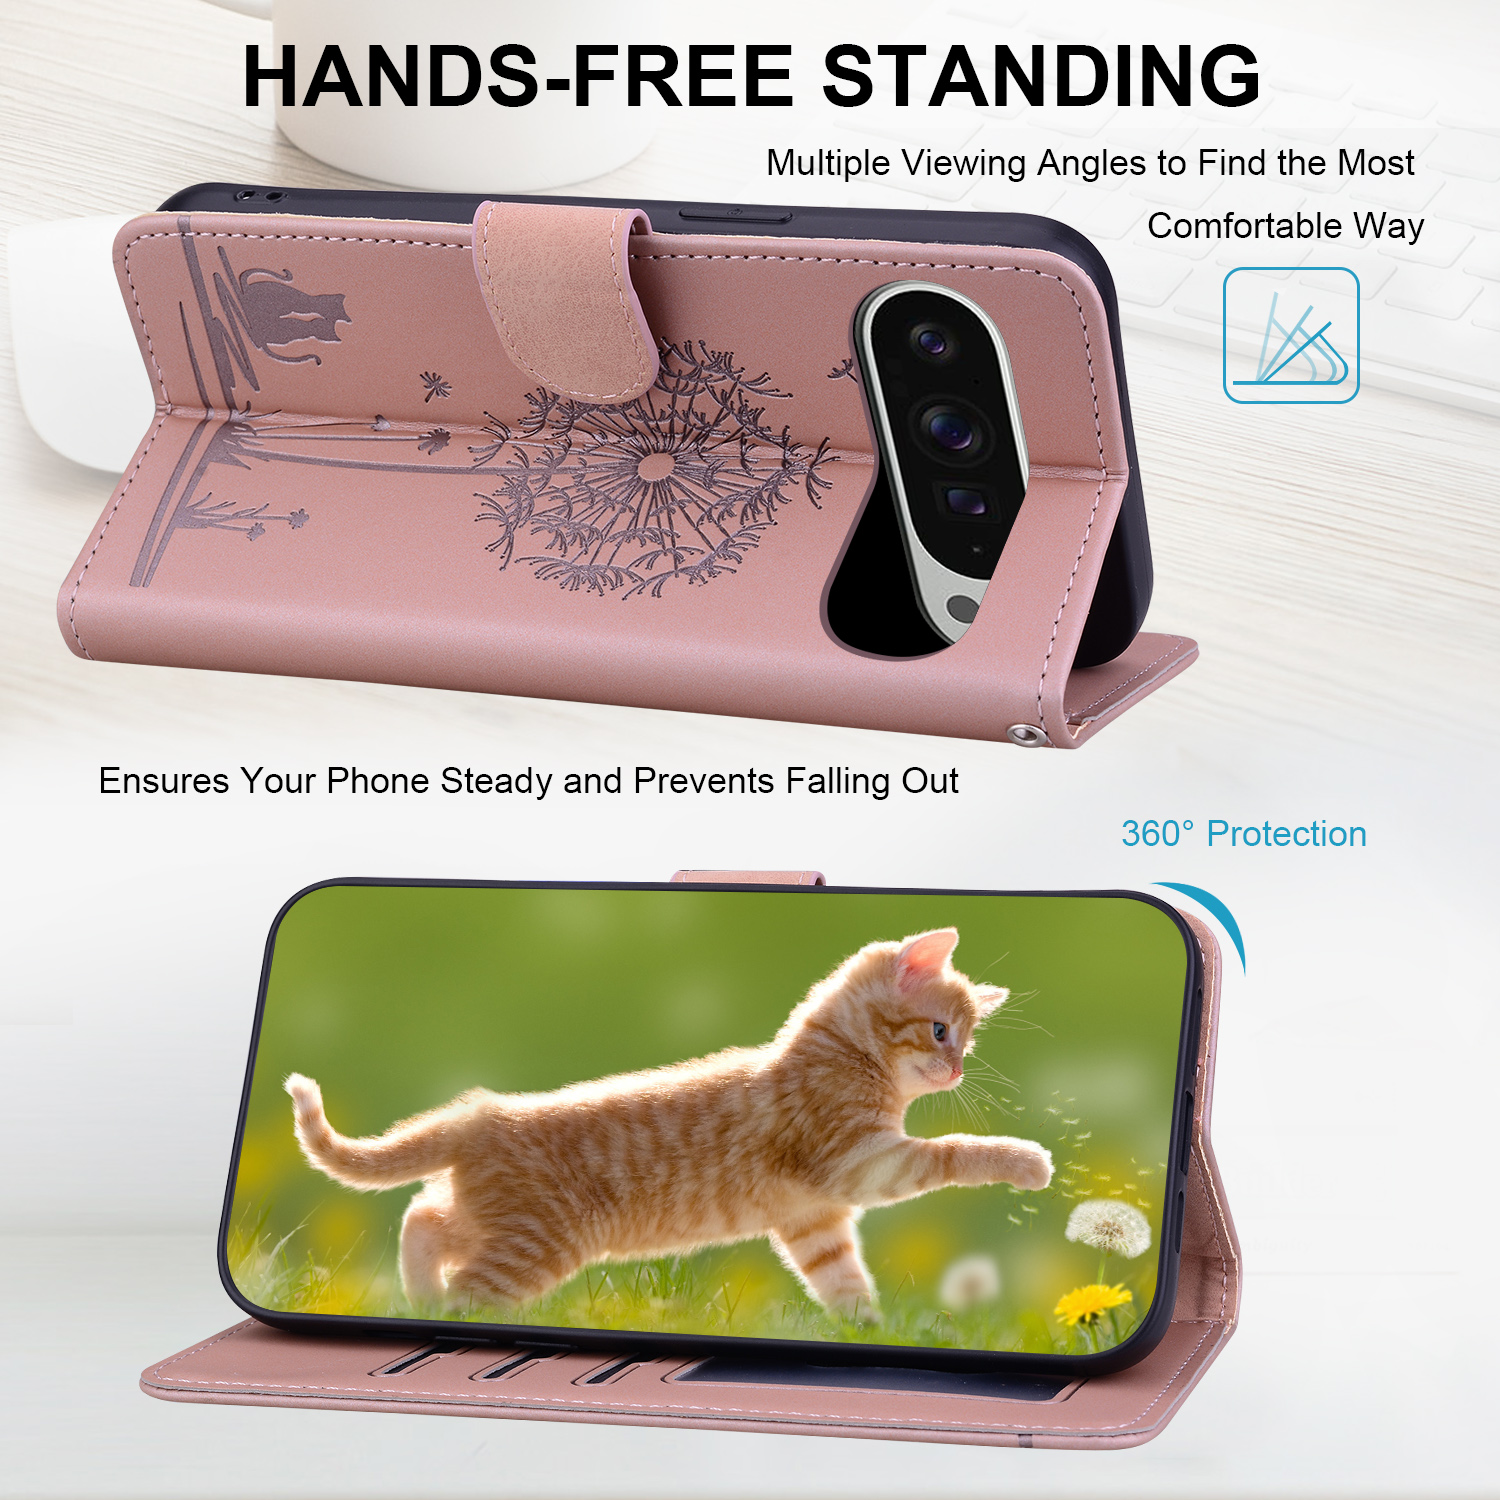 HANDS-FREE STANDING
Multiple Viewing Angles to Find the Most
Comfortable Way
Ensures Your Phone Steady and Prevents Falling Out
360° Protection